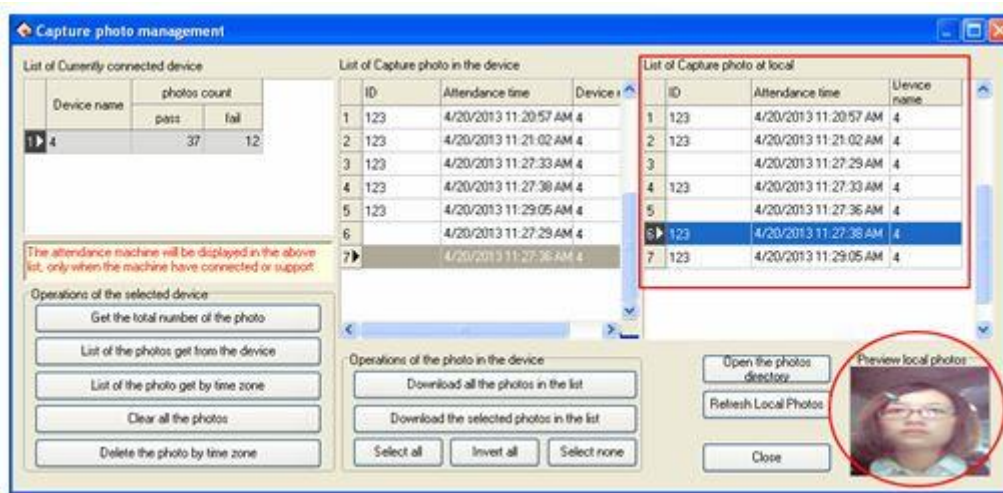 Capture photo management
List of Currently connected device
Device name
photos count
pass
fail
1
4
37
12
The attendance machine will be displayed in the above
list, only when the machine have connected or support
Operations of the selected device
Get the total number of the photo
List of the photos get from the device
List of the photo get by time zone
Clear all the photos
Delete the photo by time zone
List of Capture photo in the device
ID Attendance time Device
1 123 4/20/2013 11:20:57 AM 4
2 123 4/20/2013 11:21:02 AM 4
3 123 4/20/2013 11:27:33 AM 4
4 123 4/20/2013 11:27:38 AM 4
5 123 4/20/2013 11:29:05 AM 4
6 4/20/2013 11:27:29 AM 4
7 4/20/2013 11:27:36 AM 4
Operations of the photo in the device
Download all the photos in the list
Download the selected photos in the list
Select all
Invert all
Select none
List of Capture photo at local
ID Attendance time Device
name
1 123 4/20/2013 11:20:57 AM 4
2 123 4/20/2013 11:21:02 AM 4
3 4/20/2013 11:27:29 AM 4
4 123 4/20/2013 11:27:33 AM 4
5 4/20/2013 11:27:36 AM 4
6 123 4/20/2013 11:27:38 AM 4
7 123 4/20/2013 11:29:05 AM 4
Open the photos
directory
Refresh Local Photos
Close
Preview local photos